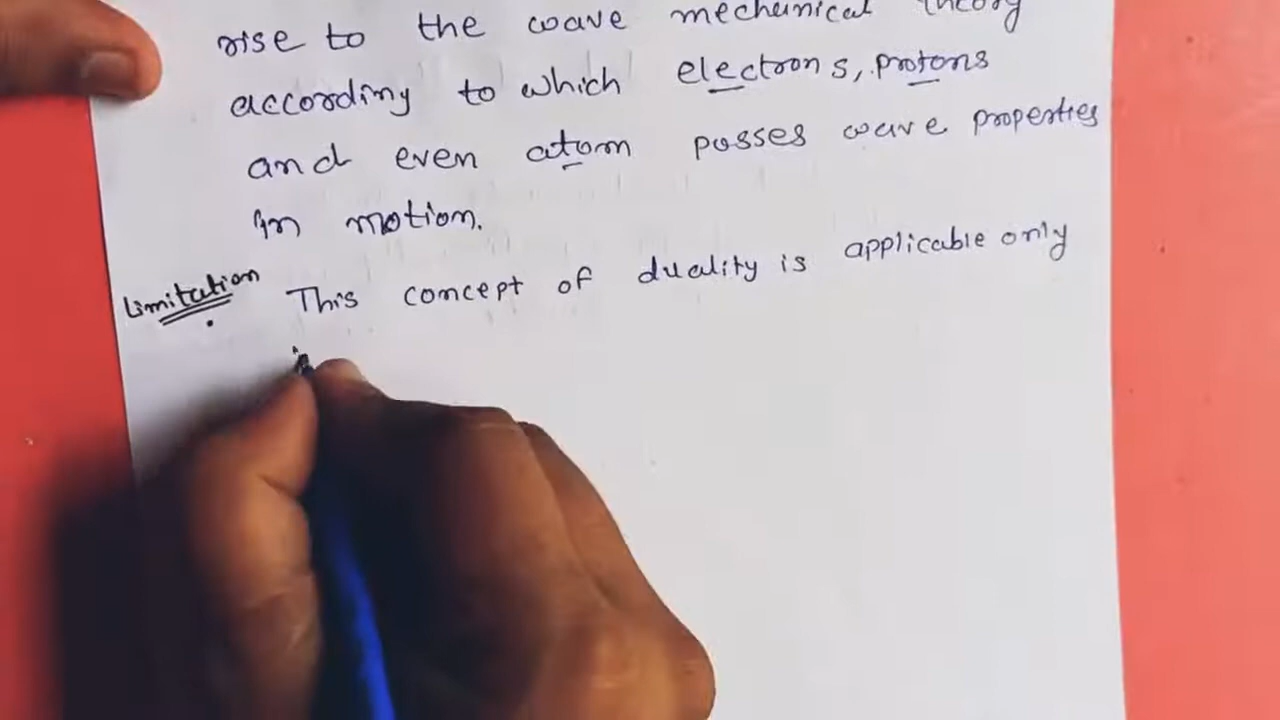 rise to the wave mechanical theory
according to which electrons, protons
and even atom posses wave properties
in motion.
Limitation This concept of duality is applicable only